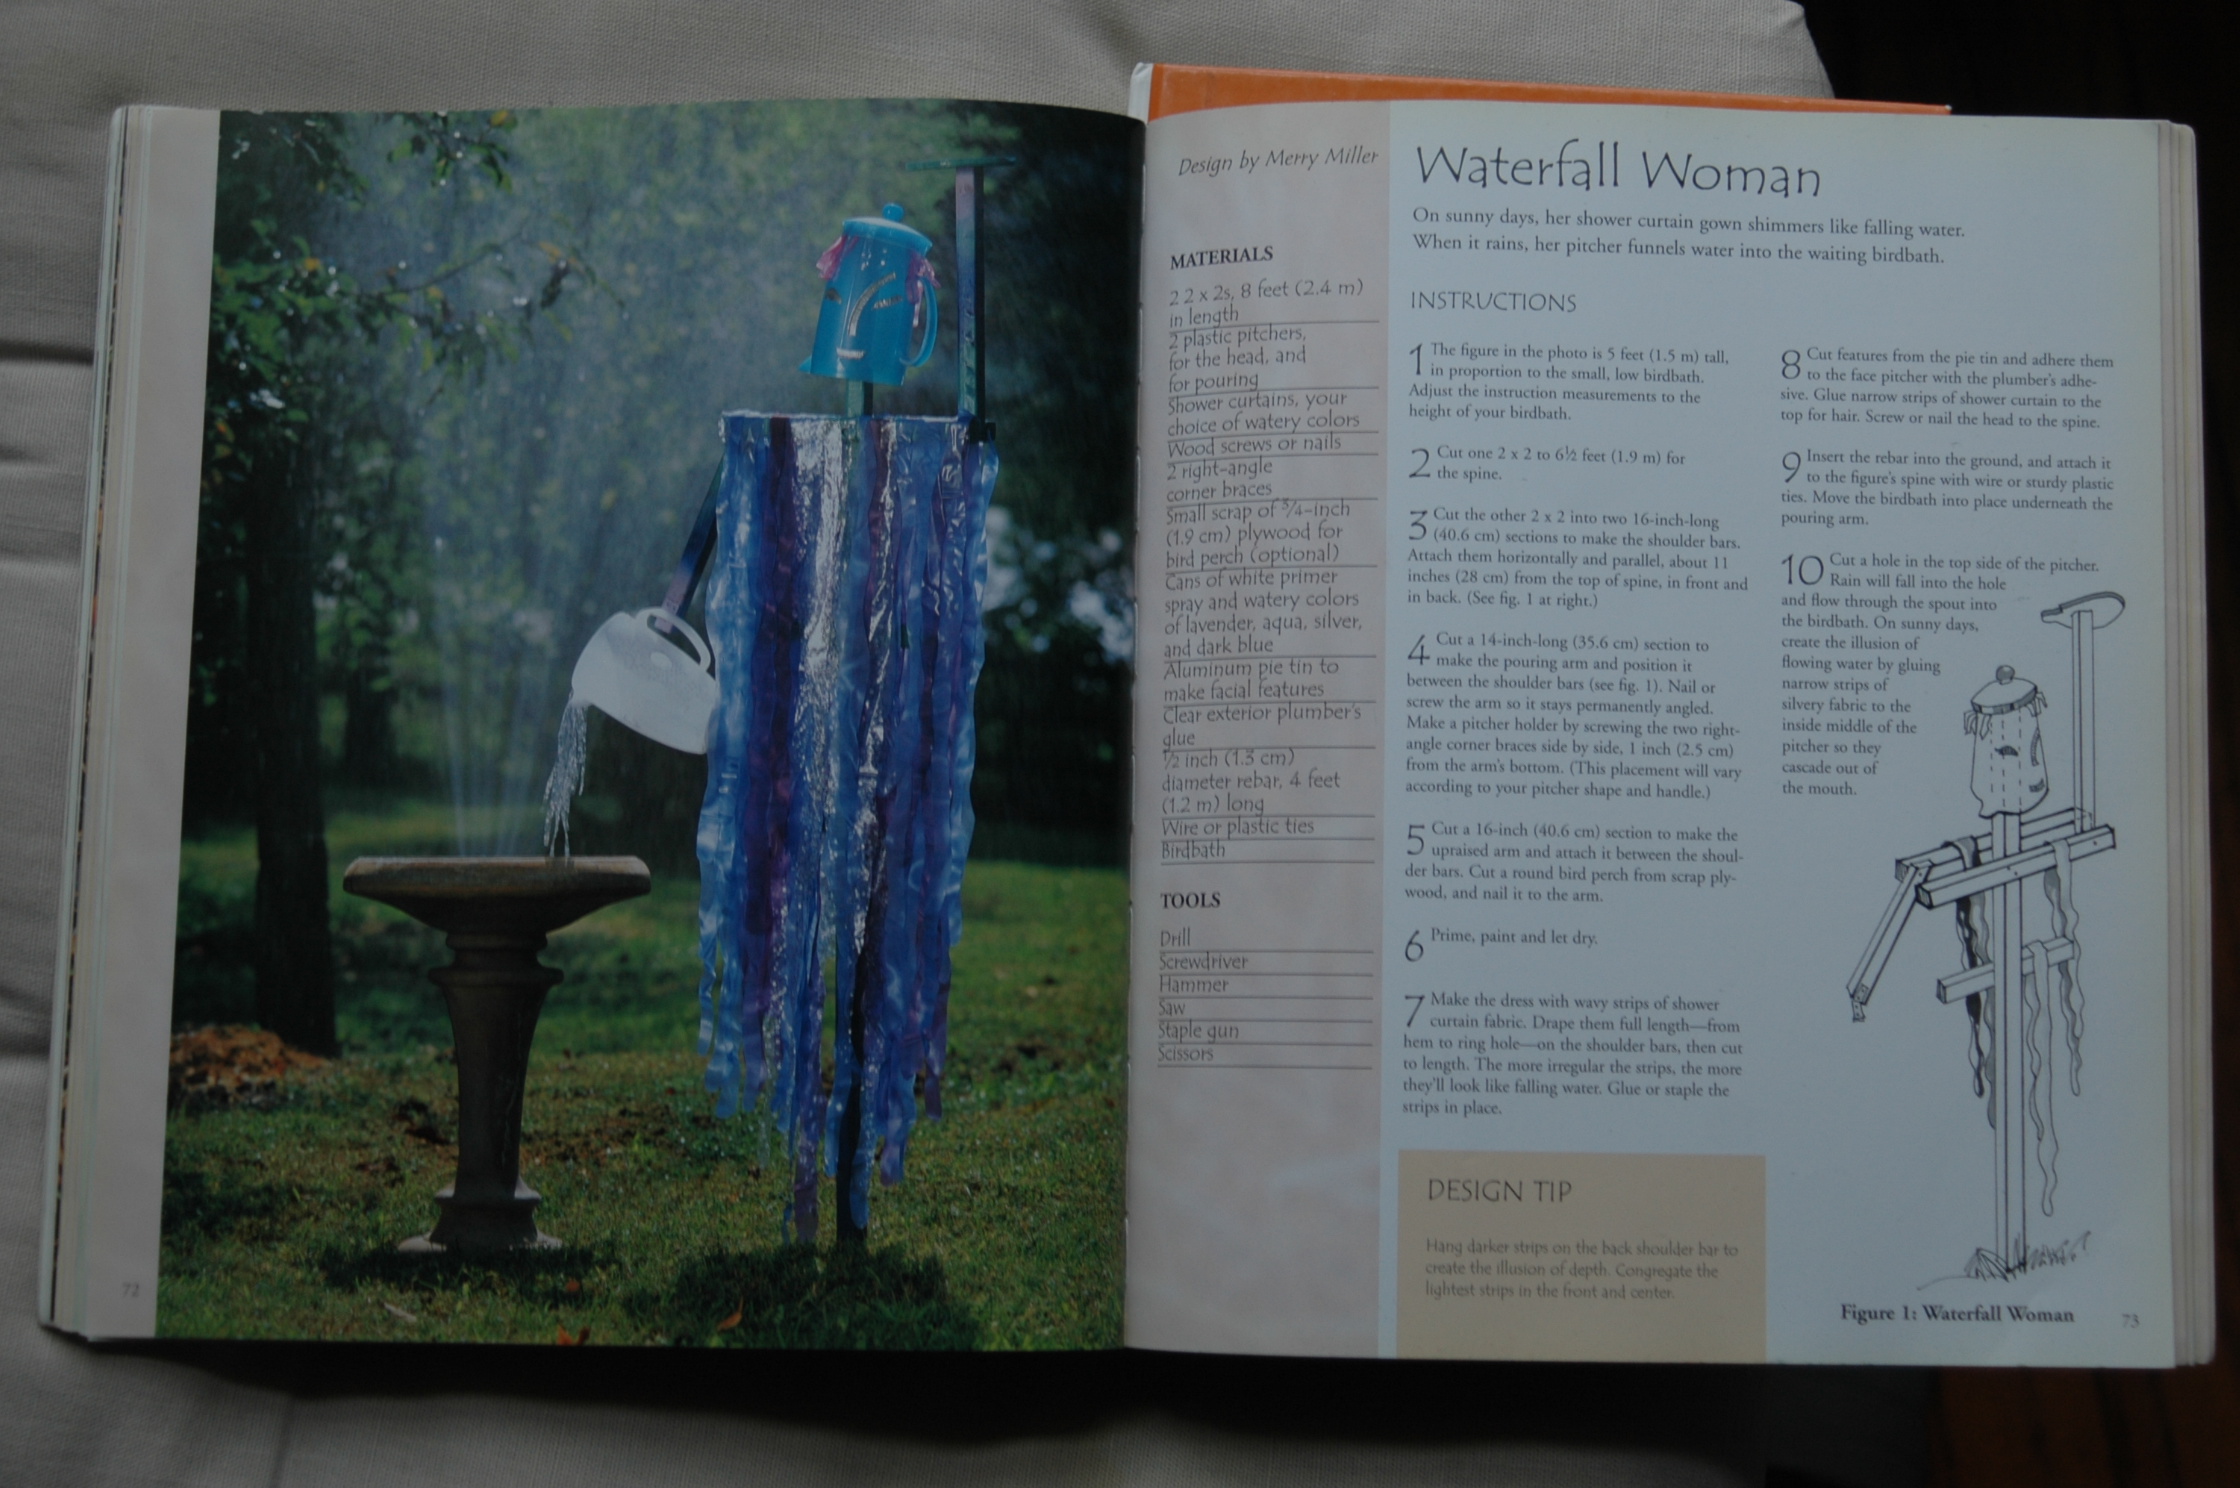 72
Design by Merry Miller
MATERIALS
2 2 x 2s, 8 feet (2.4 m)
in length
2 plastic pitchers,
for the head, and
for pouring
Shower curtains, your
choice of watery colors
Wood screws or nails
2 right-angle
corner braces
Small scrap of 3/4-inch
(1.9 cm) plywood for
bird perch (optional)
Cans of white primer
spray and watery colors
of lavender, aqua, silver,
and dark blue
Aluminum pie tin to
make facial features
Clear exterior plumber's
glue
1/2 inch (1.3 cm)
diameter rebar, 4 feet
(1.2 m) long
Wire or plastic ties
Birdbath
TOOLS
Drill
Screwdriver
Hammer
Saw
Staple gun
Scissors
Waterfall Woman
On sunny days, her shower curtain gown shimmers like falling water.
When it rains, her pitcher funnels water into the waiting birdbath.
INSTRUCTIONS
1 The figure in the photo is 5 feet (1.5 m) tall,
in proportion to the small, low birdbath.
Adjust the instruction measurements to the
height of your birdbath.
2 Cut one 2 x 2 to 6½ feet (1.9 m) for
the spine.
3 Cut the other 2 x 2 into two 16-inch-long
(40.6 cm) sections to make the shoulder bars.
Attach them horizontally and parallel, about 11
inches (28 cm) from the top of spine, in front and
in back. (See fig. 1 at right.)
4 Cut a 14-inch-long (35.6 cm) section to
make the pouring arm and position it
between the shoulder bars (see fig. 1). Nail or
screw the arm so it stays permanently angled.
Make a pitcher holder by screwing the two right-
angle corner braces side by side, 1 inch (2.5 cm)
from the arm's bottom. (This placement will vary
according to your pitcher shape and handle.)
5 Cut a 16-inch (40.6 cm) section to make the
upraised arm and attach it between the shoul-
der bars. Cut a round bird perch from scrap ply-
wood, and nail it to the arm.
6 Prime, paint and let dry.
7 Make the dress with wavy strips of shower
curtain fabric. Drape them full length—from
hem to ring hole—on the shoulder bars, then cut
to length. The more irregular the strips, the more
they'll look like falling water. Glue or staple the
strips in place.
8 Cut features from the pie tin and adhere them
to the face pitcher with the plumber's adhe-
sive. Glue narrow strips of shower curtain to the
top for hair. Screw or nail the head to the spine.
9 Insert the rebar into the ground, and attach it
to the figure's spine with wire or sturdy plastic
ties. Move the birdbath into place underneath the
pouring arm.
10 Cut a hole in the top side of the pitcher.
Rain will fall into the hole
and flow through the spout into
the birdbath. On sunny days,
create the illusion of
flowing water by gluing
narrow strips of
silvery fabric to the
inside middle of the
pitcher so they
cascade out of
the mouth.
DESIGN TIP
Hang darker strips on the back shoulder bar to
create the illusion of depth. Congregate the
lightest strips in the front and center.
Figure 1: Waterfall Woman
73